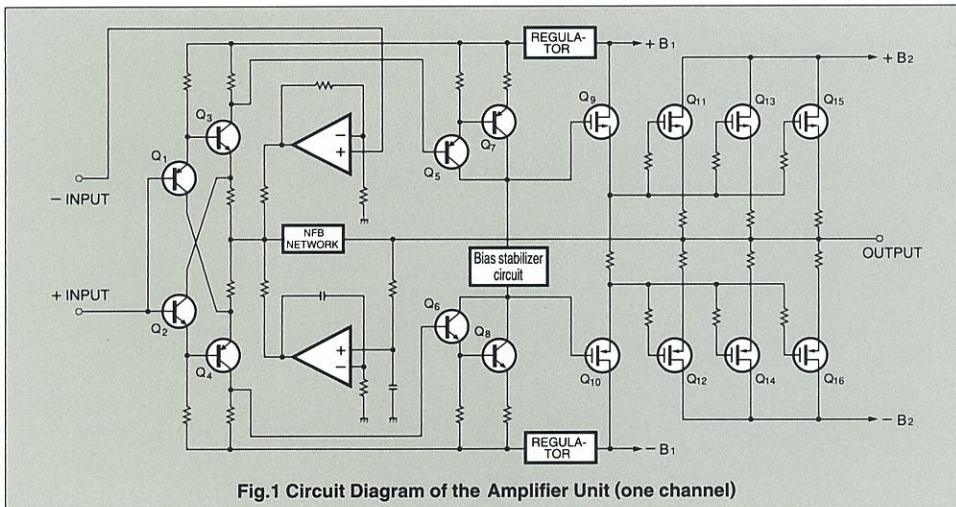 REGULA-
TOR
+ B₁
+ B₂
Q₃
Q₉
Q₁₁
Q₁₃
Q₁₅
Q₁
−
+
Q₇
Q₅
− INPUT
NFB
NETWORK
OUTPUT
Bias stabilizer
circuit
+ INPUT
Q₂
Q₆
Q₈
+
−
Q₄
Q₁₀
Q₁₂
Q₁₄
Q₁₆
− B₂
REGULA-
TOR
− B₁
Fig.1 Circuit Diagram of the Amplifier Unit (one channel)